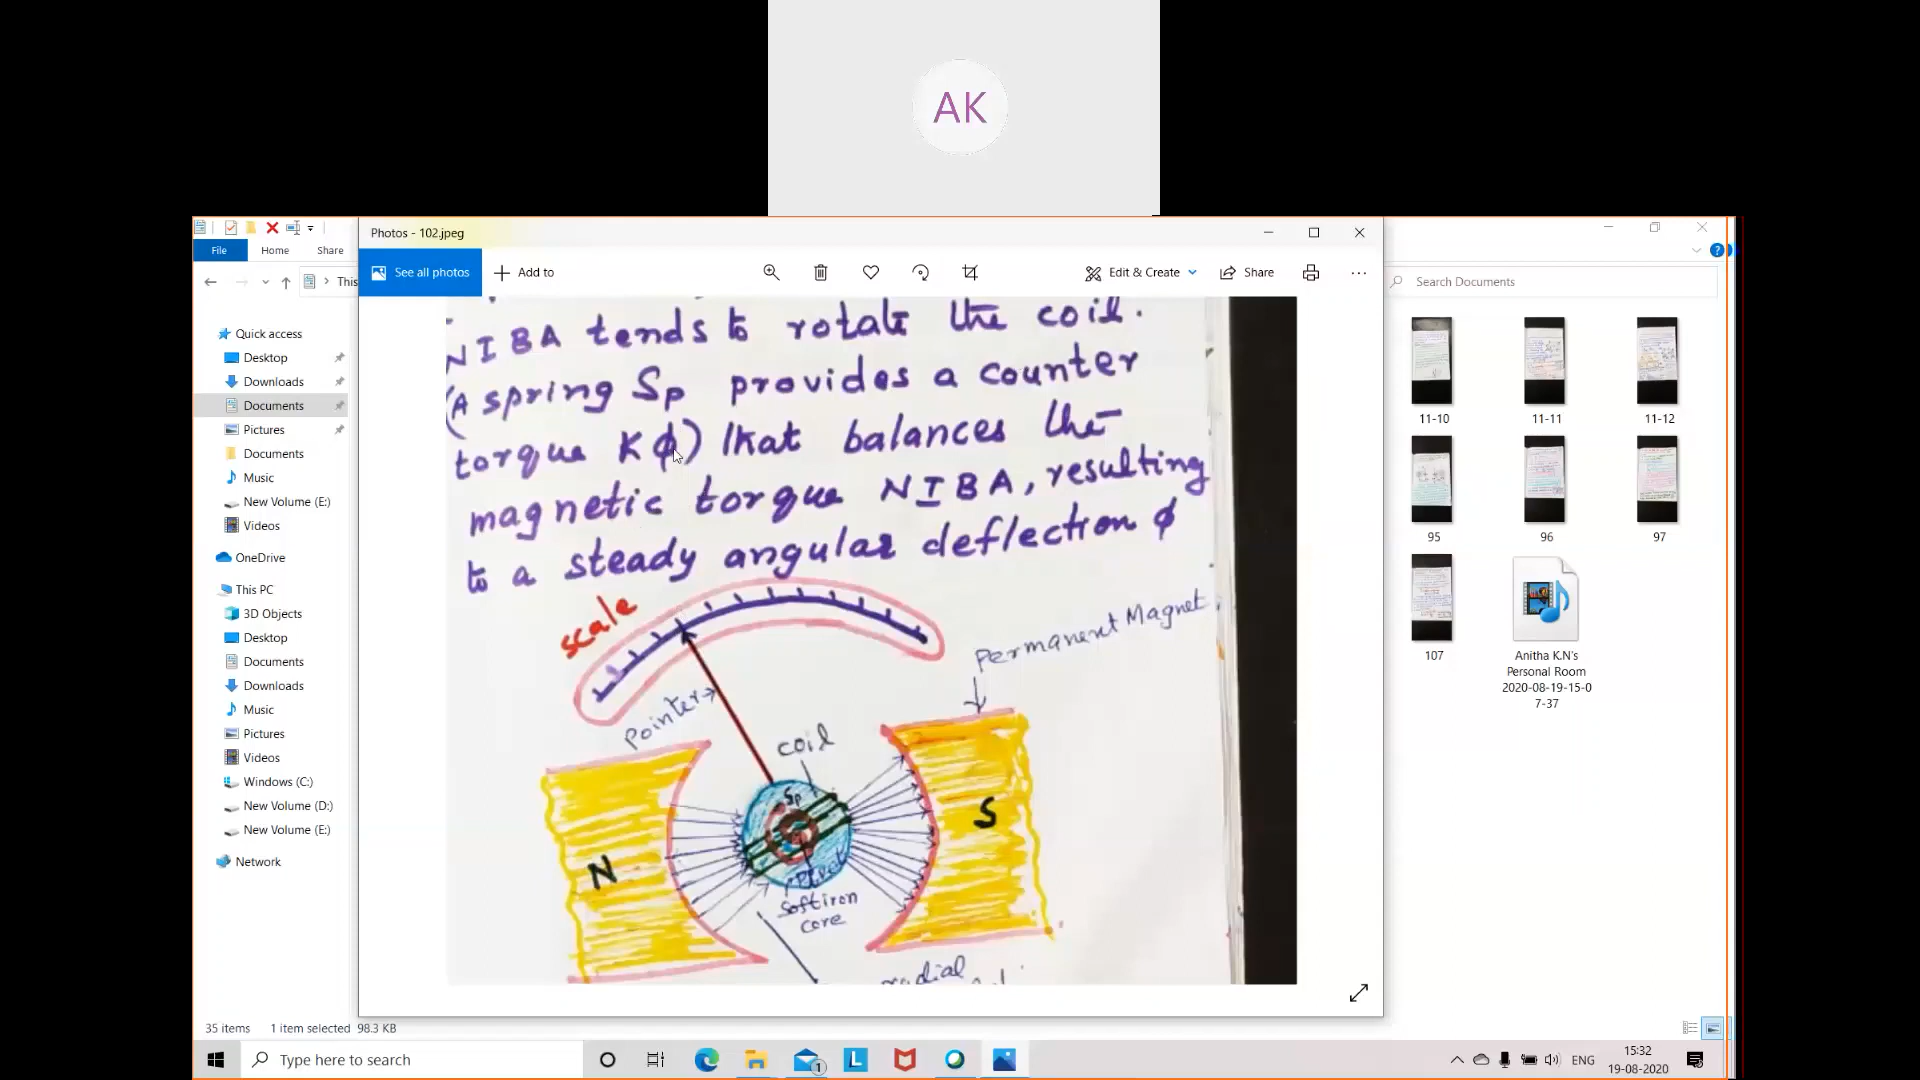 AK
Photos - 102.jpeg
File
Home
Share
See all photos
Add to
Edit & Create
Share
This
Search Documents
Quick access
Desktop
Downloads
Documents
Pictures
Documents
Music
New Volume (E:)
Videos
OneDrive
This PC
3D Objects
Desktop
Documents
Downloads
Music
Pictures
Videos
Windows (C:)
New Volume (D:)
New Volume (E:)
Network
NIBA tends to rotate the coil.
(A spring Sp provides a counter
torque Kϕ) that balances the
magnetic torque NIBA, resulting
to a steady angular deflection ϕ
scale
Permanent Magnet
Pointer
coil
Sp
N
S
Soft iron
core
radial
11-10
11-11
11-12
95
96
97
107
Anitha K.N's
Personal Room
2020-08-19-15-0
7-37
35 items
1 item selected
98.3 KB
Type here to search
1
ENG
15:32
19-08-2020